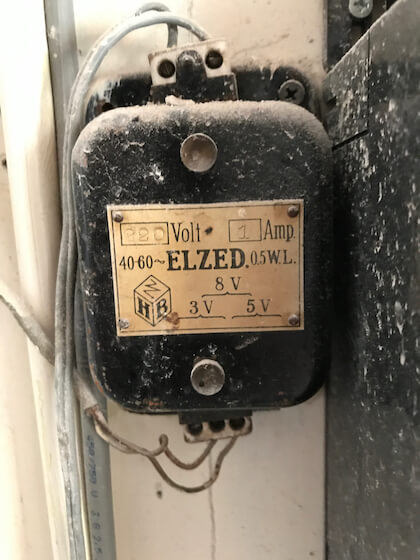 220 Volt 1 Amp.
40-60~ ELZED. 0.5 W.L.
8 V
3 V 5 V
H B